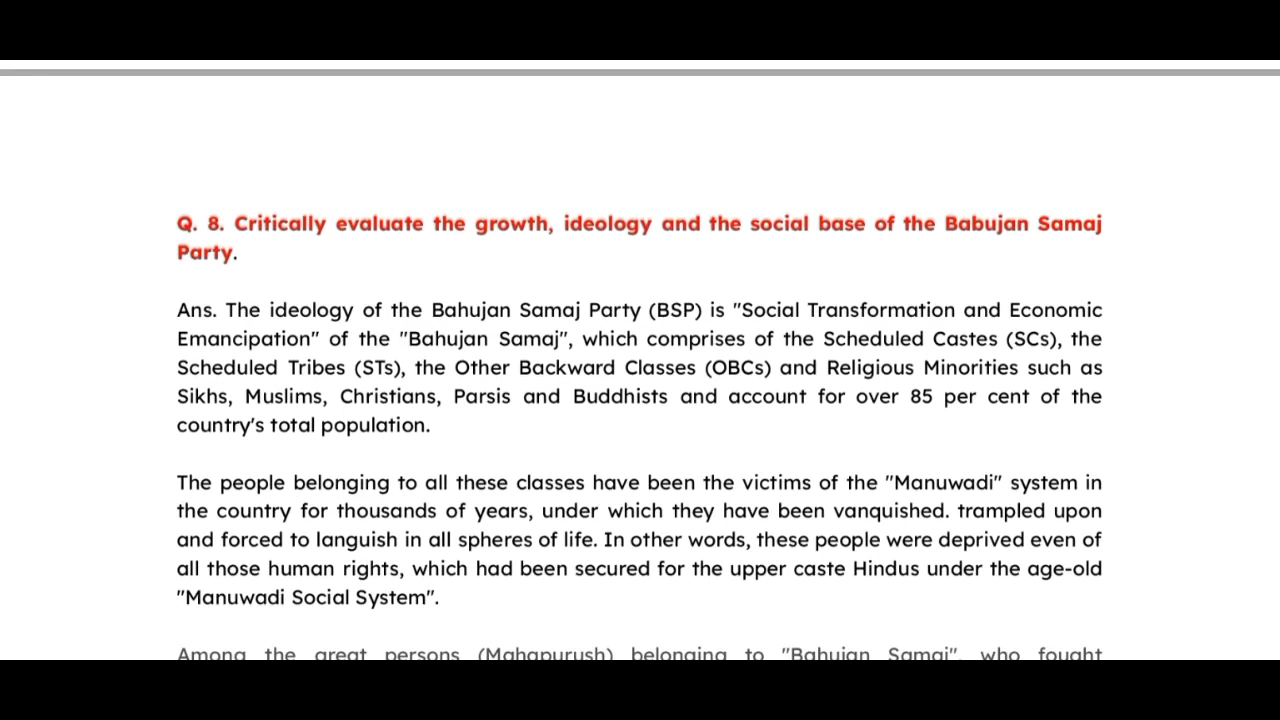 Q. 8. Critically evaluate the growth, ideology and the social base of the Babujan Samaj
Party.
Ans. The ideology of the Bahujan Samaj Party (BSP) is "Social Transformation and Economic
Emancipation" of the "Bahujan Samaj", which comprises of the Scheduled Castes (SCs), the
Scheduled Tribes (STs), the Other Backward Classes (OBCs) and Religious Minorities such as
Sikhs, Muslims, Christians, Parsis and Buddhists and account for over 85 per cent of the
country's total population.
The people belonging to all these classes have been the victims of the "Manuwadi" system in
the country for thousands of years, under which they have been vanquished. trampled upon
and forced to languish in all spheres of life. In other words, these people were deprived even of
all those human rights, which had been secured for the upper caste Hindus under the age-old
"Manuwadi Social System".
Among the great persons (Mahapurush) belonging to "Bahujan Samaj", who fought